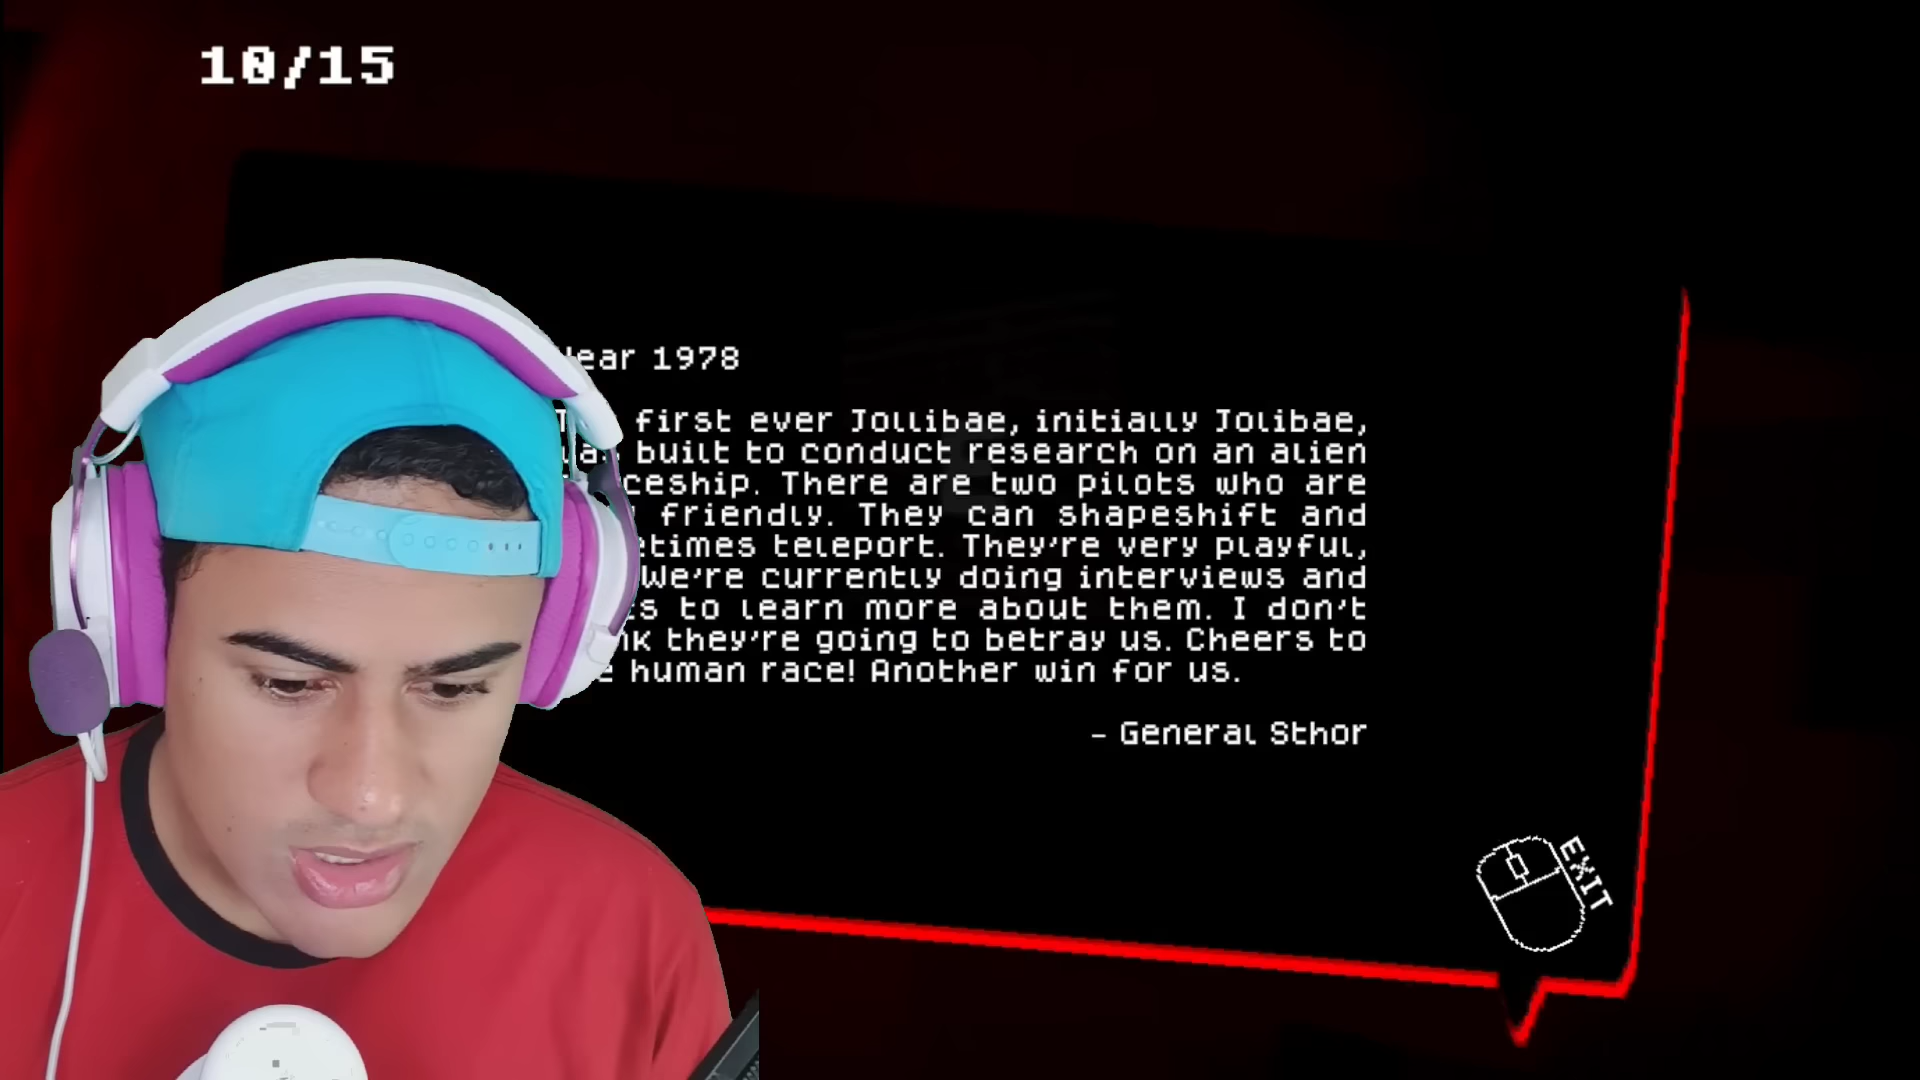 10/15
Year 1978
first ever Jollibae, initially Jolibae,
was built to conduct research on an alien
ceship. There are two pilots who are
friendly. They can shapeshift and
etimes teleport. They're very playful,
We're currently doing interviews and
to learn more about them. I don't
nk they're going to betray us. Cheers to
human race! Another win for us.
- General Sthor
EXIT